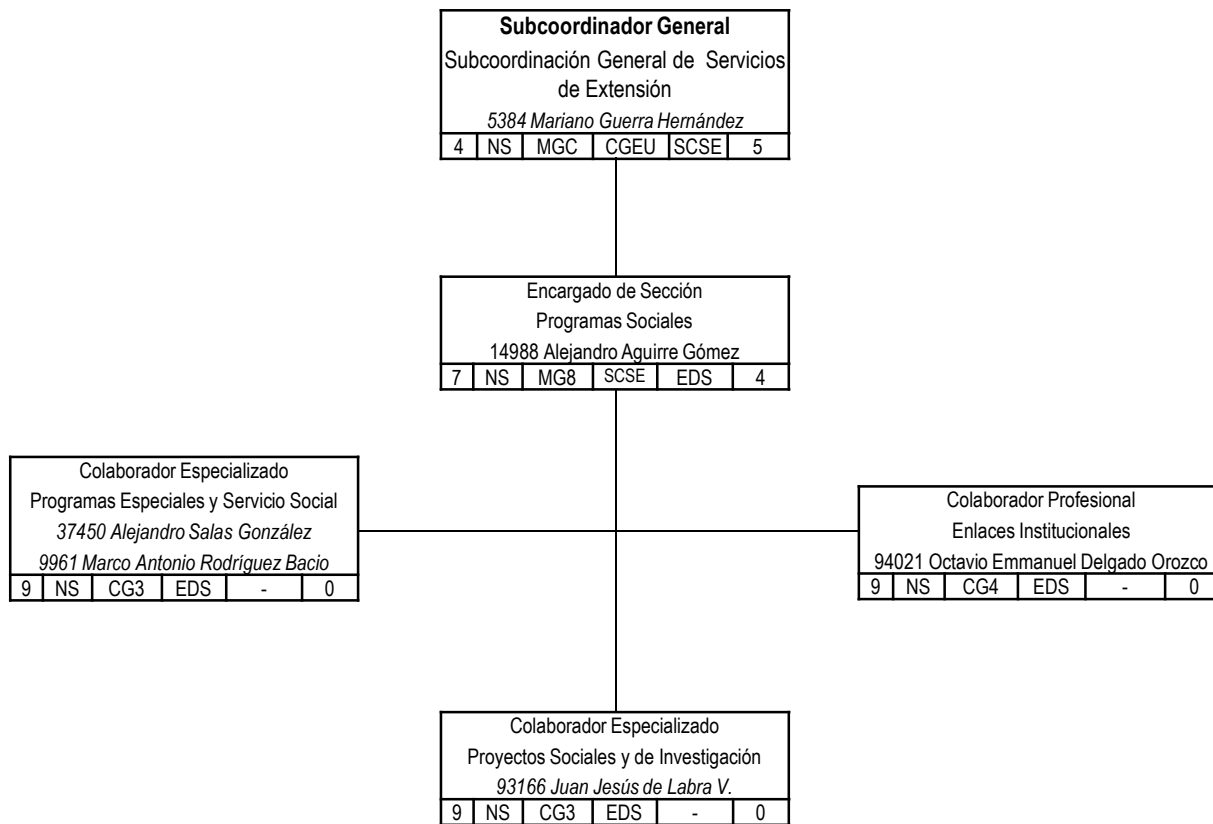 Subcoordinador General
Subcoordinación General de Servicios
de Extensión
5384 Mariano Guerra Hernández
4 NS MGC CGEU SCSE 5
Encargado de Sección
Programas Sociales
14988 Alejandro Aguirre Gómez
7 NS MG8 SCSE EDS 4
Colaborador Especializado
Programas Especiales y Servicio Social
37450 Alejandro Salas González
9961 Marco Antonio Rodríguez Bacio
9 NS CG3 EDS - 0
Colaborador Profesional
Enlaces Institucionales
94021 Octavio Emmanuel Delgado Orozco
9 NS CG4 EDS - 0
Colaborador Especializado
Proyectos Sociales y de Investigación
93166 Juan Jesús de Labra V.
9 NS CG3 EDS - 0